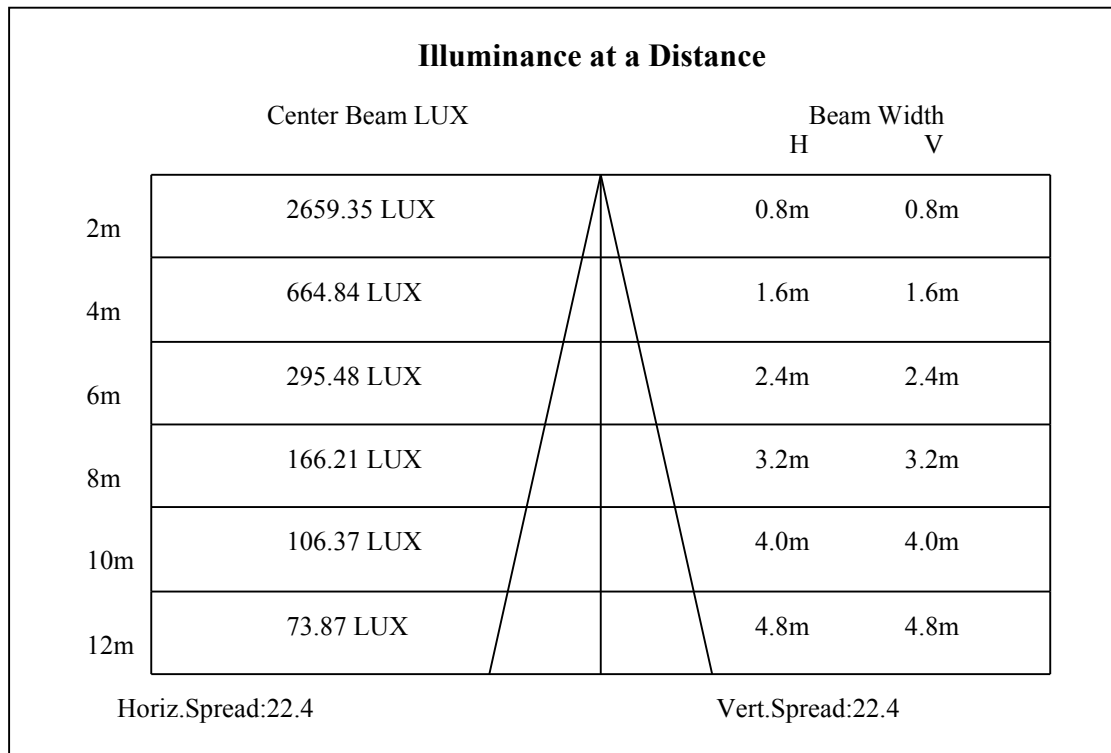 Illuminance at a Distance
Center Beam LUX Beam Width
H V
2m 2659.35 LUX 0.8m 0.8m
4m 664.84 LUX 1.6m 1.6m
6m 295.48 LUX 2.4m 2.4m
8m 166.21 LUX 3.2m 3.2m
10m 106.37 LUX 4.0m 4.0m
12m 73.87 LUX 4.8m 4.8m
Horiz.Spread:22.4 Vert.Spread:22.4